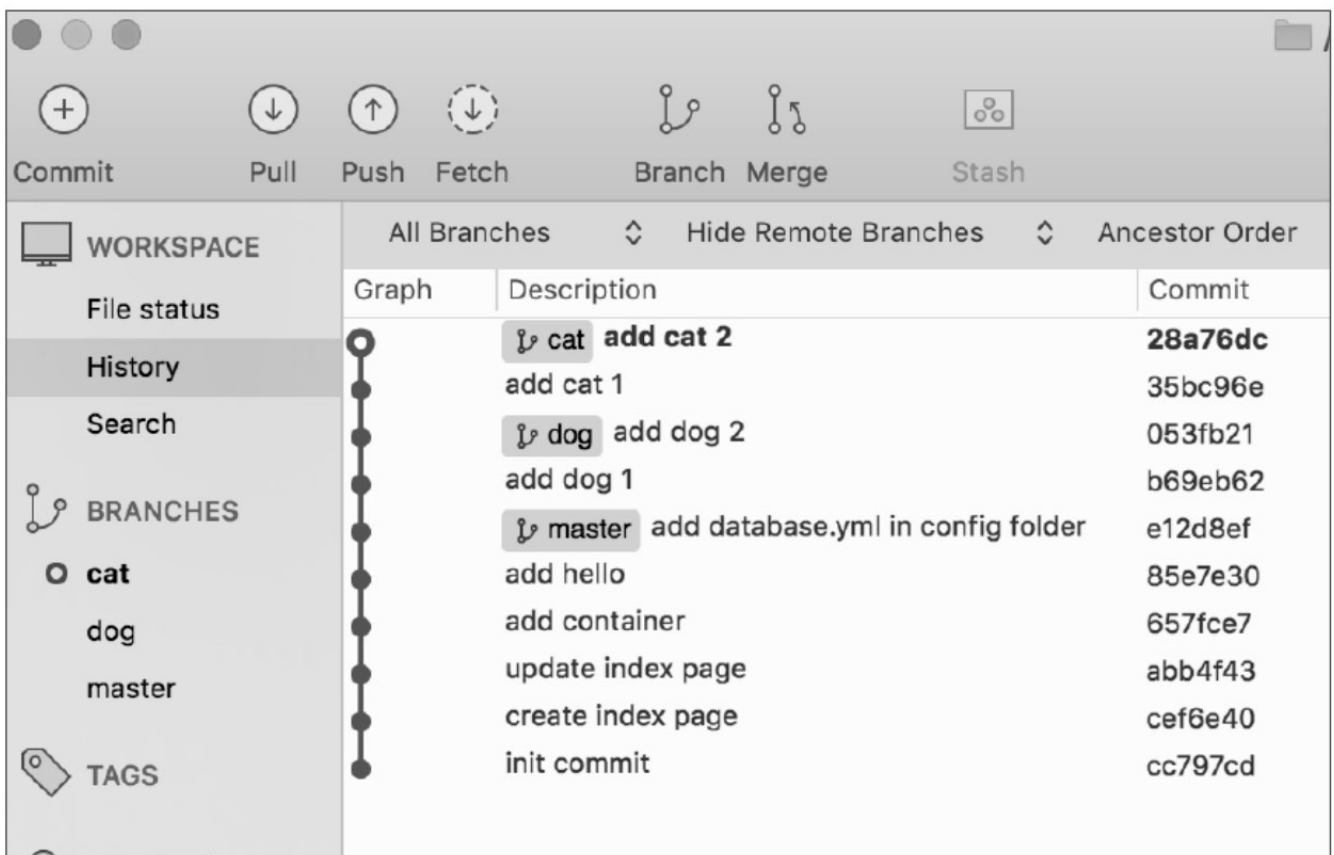 Commit Pull Push Fetch Branch Merge Stash
WORKSPACE
File status
History
Search
BRANCHES
cat
dog
master
TAGS
All Branches Hide Remote Branches Ancestor Order
Graph Description Commit
cat add cat 2 28a76dc
add cat 1 35bc96e
dog add dog 2 053fb21
add dog 1 b69eb62
master add database.yml in config folder e12d8ef
add hello 85e7e30
add container 657fce7
update index page abb4f43
create index page cef6e40
init commit cc797cd